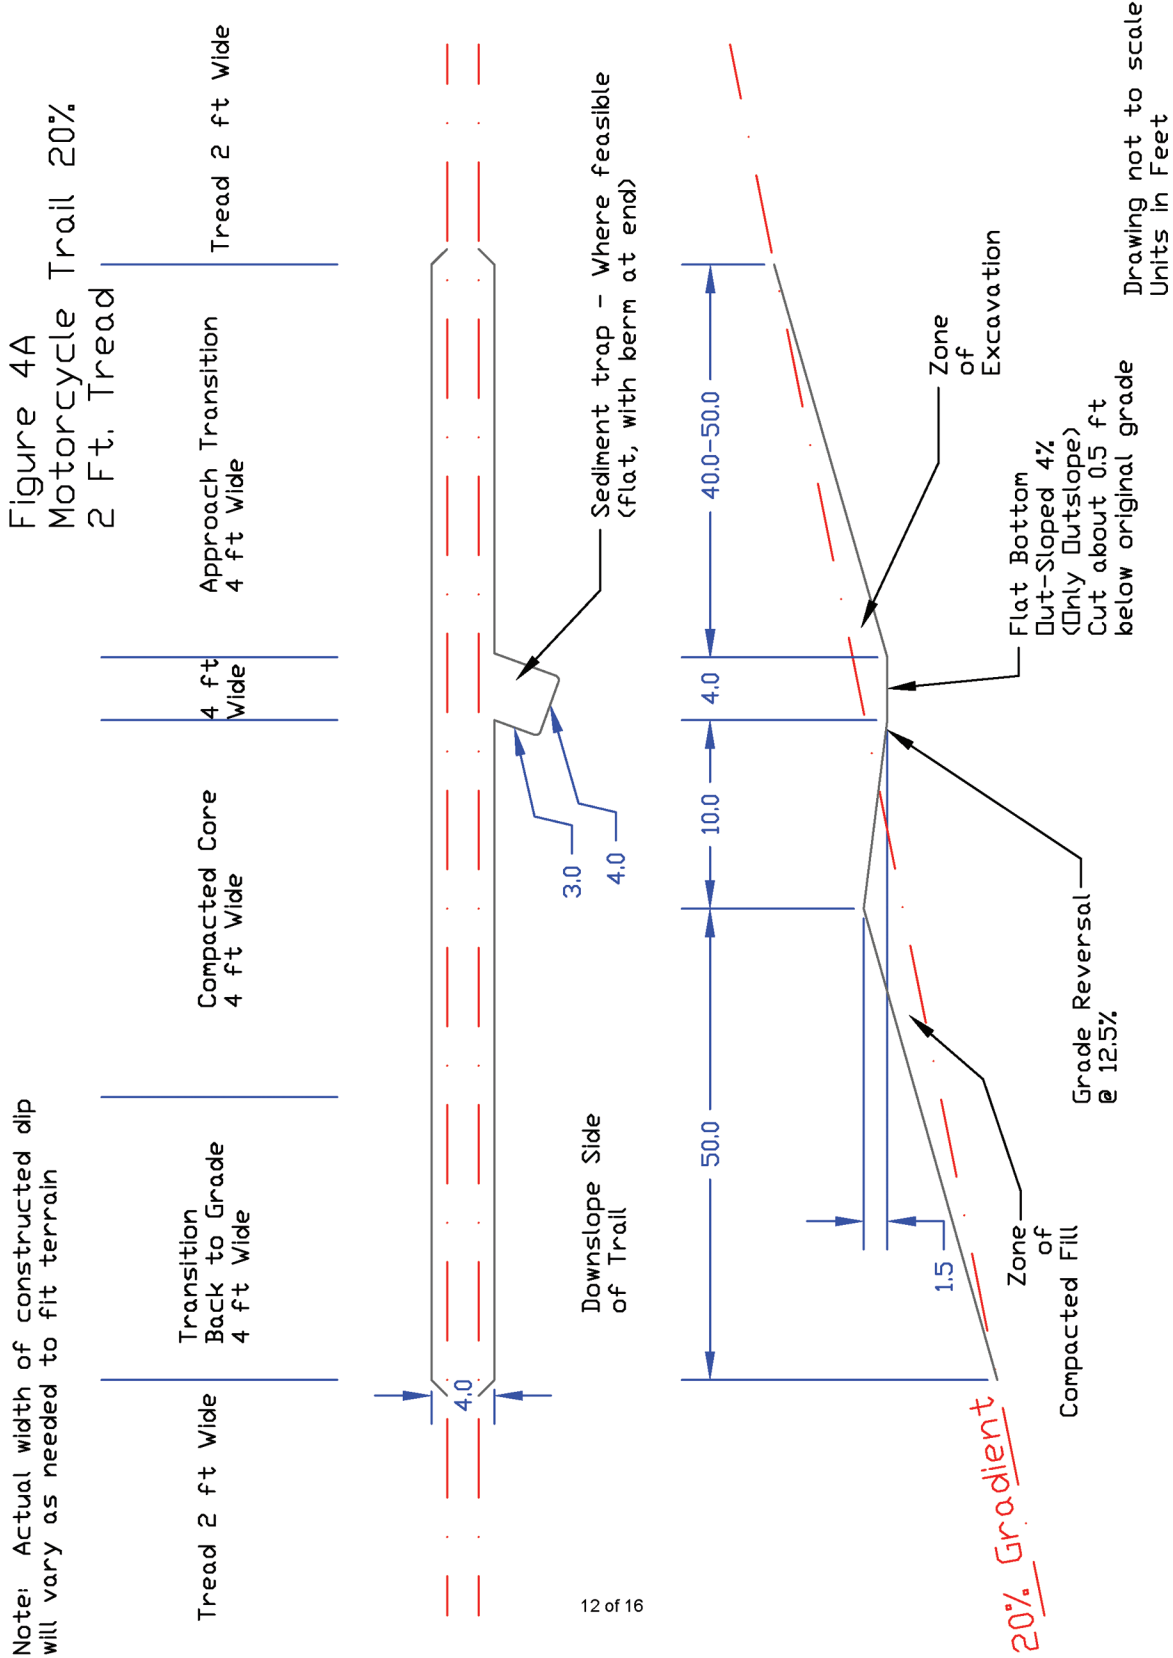 Note: Actual width of constructed dip
will vary as needed to fit terrain
Figure 4A
Motorcycle Trail 20%
2 Ft. Tread
Tread 2 ft Wide
Transition
Back to Grade
4 ft Wide
Compacted Core
4 ft Wide
4 ft
Wide
Approach Transition
4 ft Wide
Tread 2 ft Wide
4.0
3.0
4.0
Sediment trap - Where feasible
(flat, with berm at end)
Downslope Side
of Trail
50.0
10.0
4.0
40.0-50.0
1.5
20% Gradient
Zone
of
Compacted Fill
Grade Reversal
@ 12.5%
Flat Bottom
Out-Sloped 4%
(Only Outslope)
Cut about 0.5 ft
below original grade
Zone
of
Excavation
Drawing not to scale
Units in Feet
12 of 16